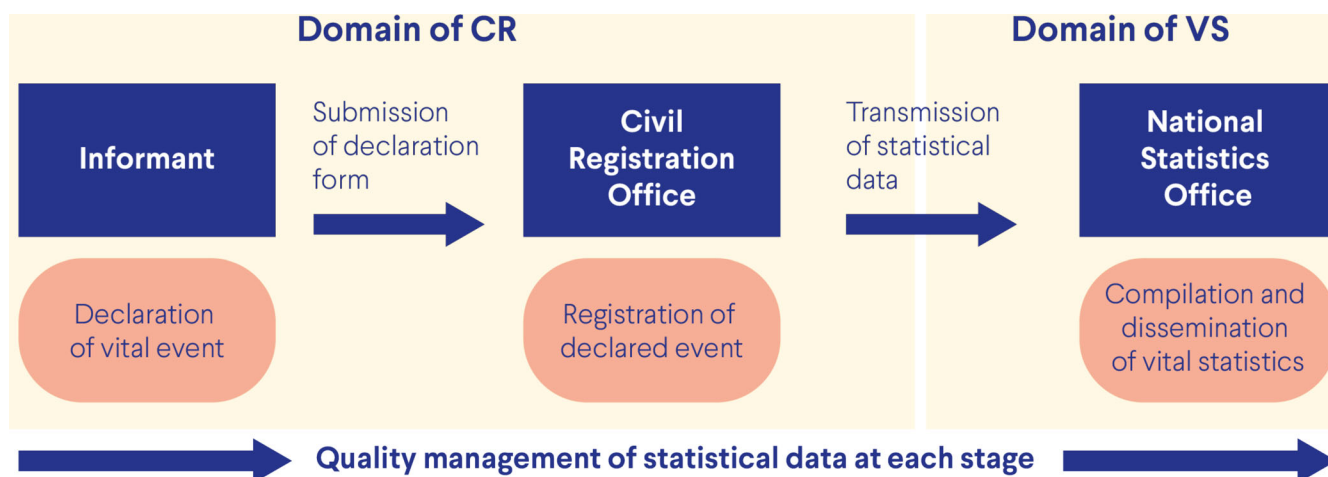 Domain of CR
Domain of VS
Informant
Submission
of declaration
form
Civil
Registration
Office
Transmission
of statistical
data
National
Statistics
Office
Declaration
of vital event
Registration of
declared event
Compilation and
dissemination
of vital statistics
Quality management of statistical data at each stage